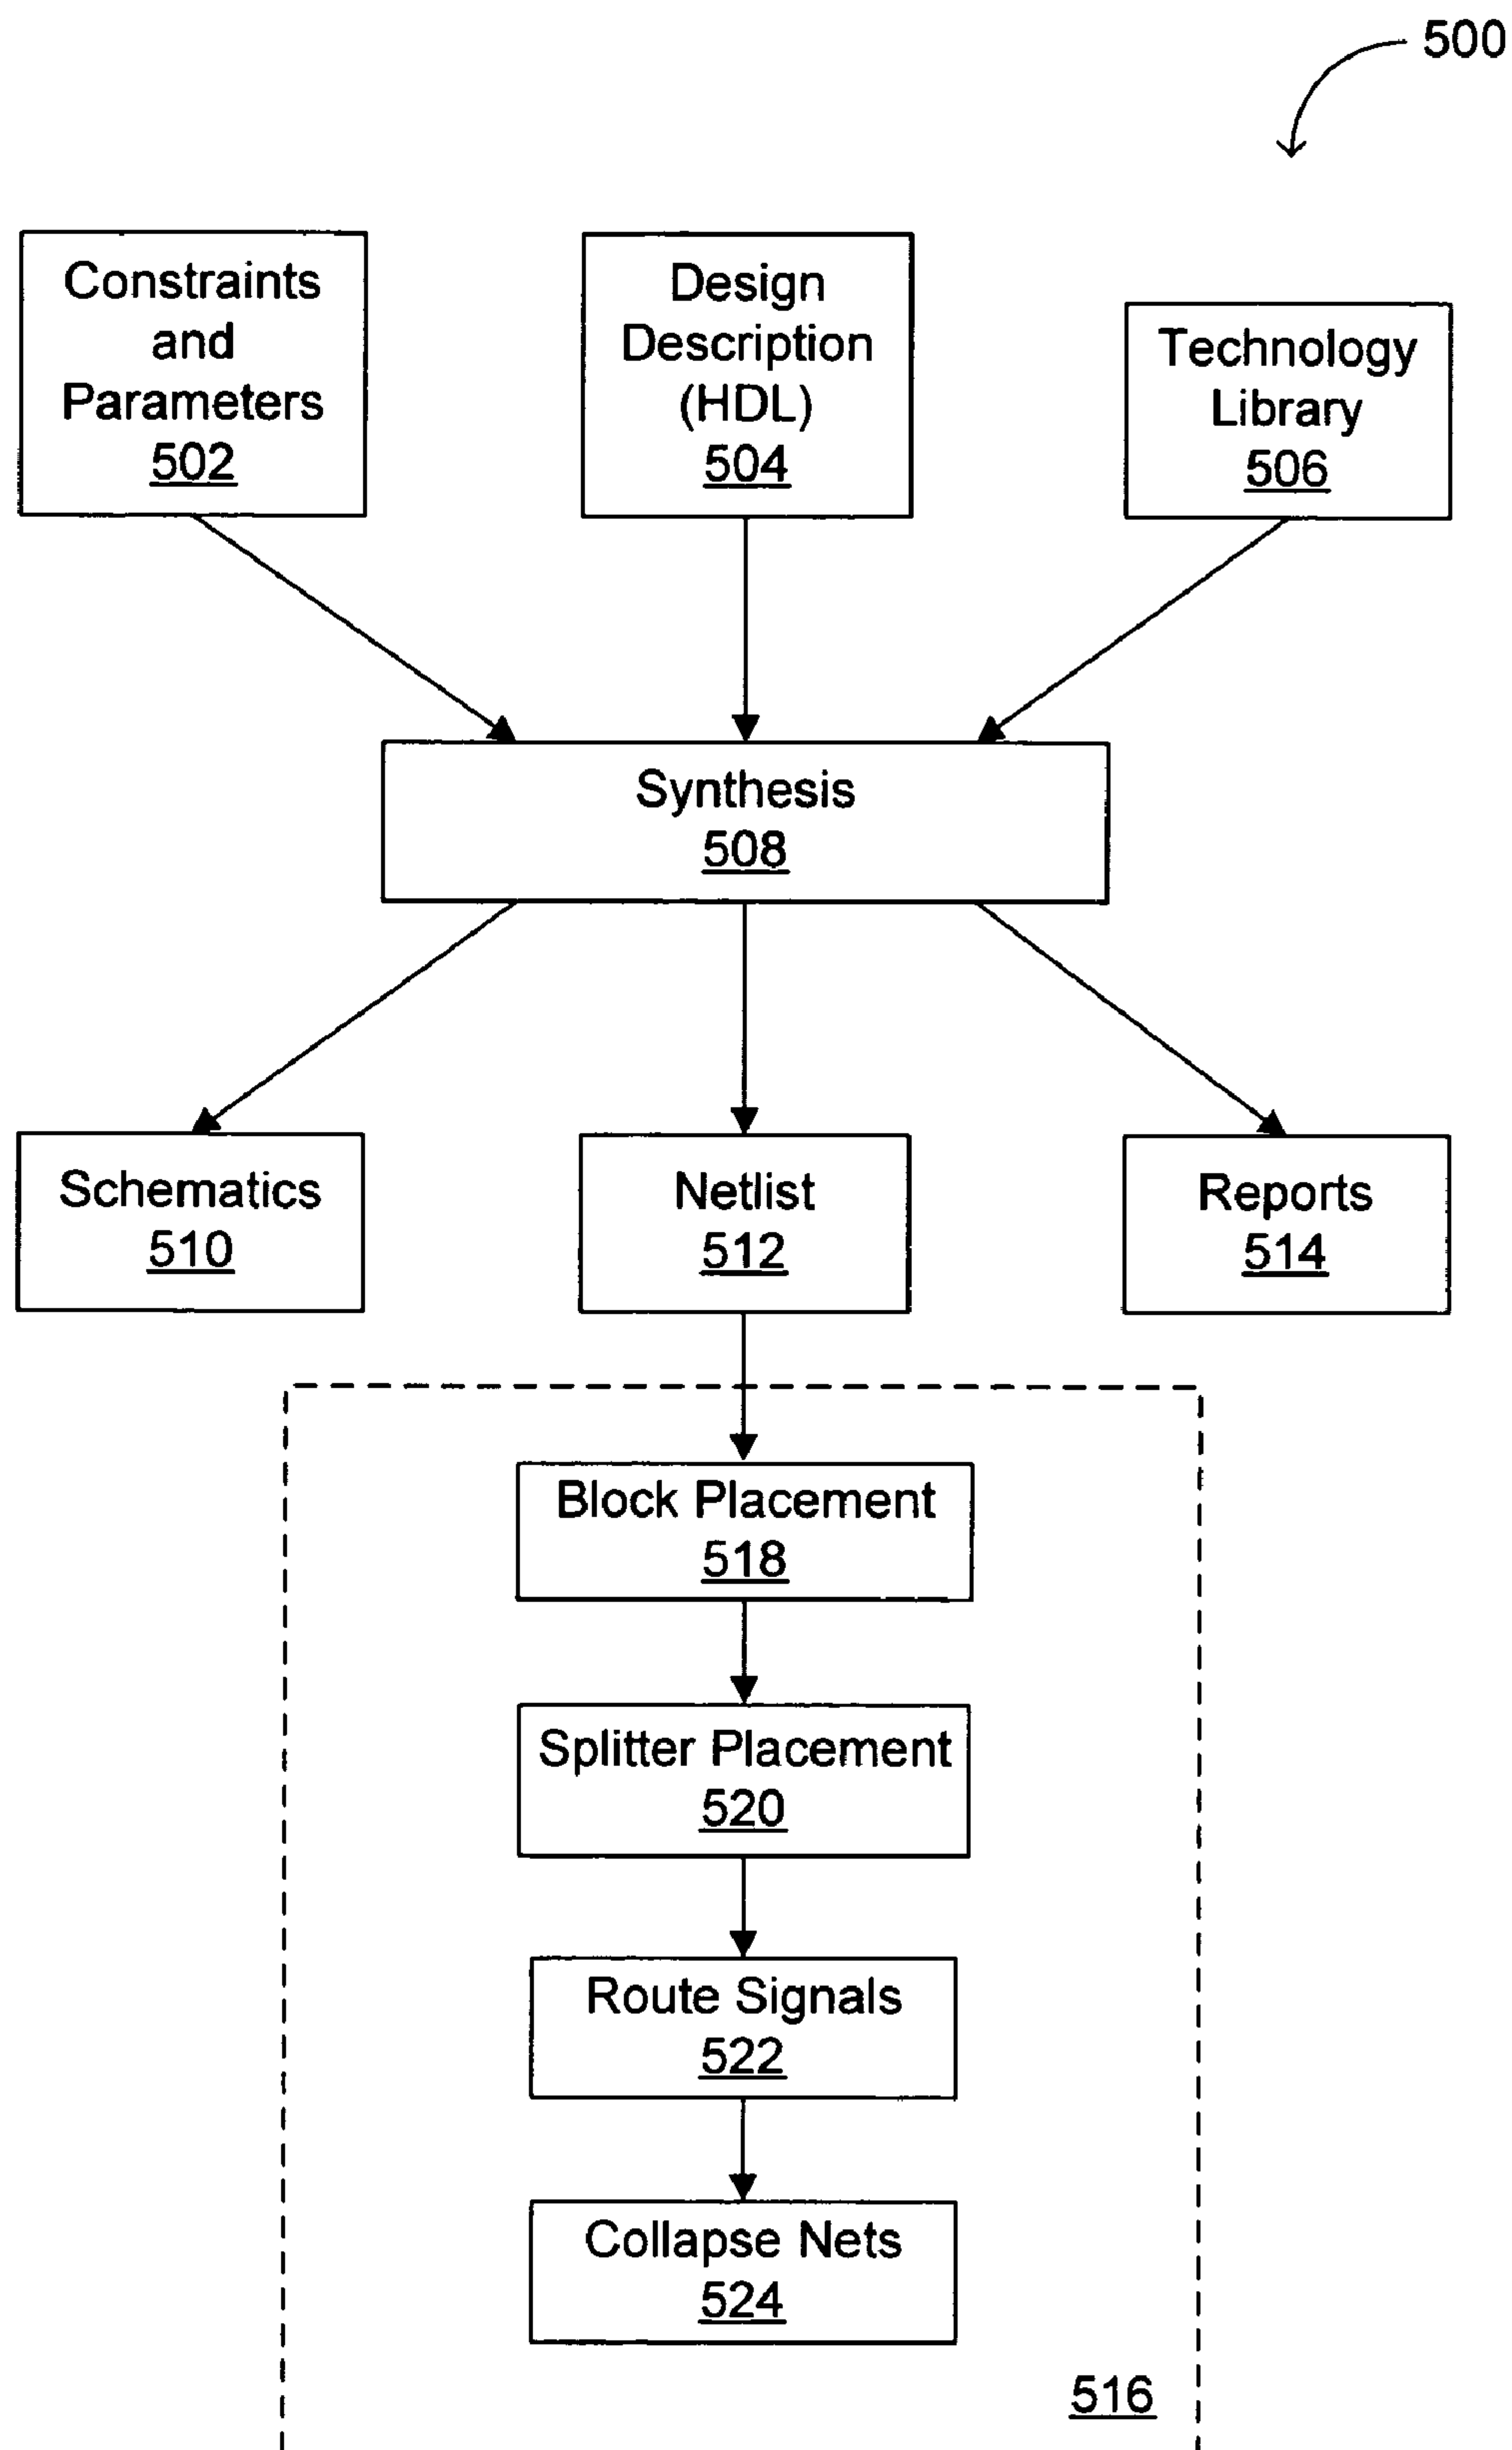 500
Constraints
and
Parameters
502
Design
Description
(HDL)
504
Technology
Library
506
Synthesis
508
Schematics
510
Netlist
512
Reports
514
Block Placement
518
Splitter Placement
520
Route Signals
522
Collapse Nets
524
516